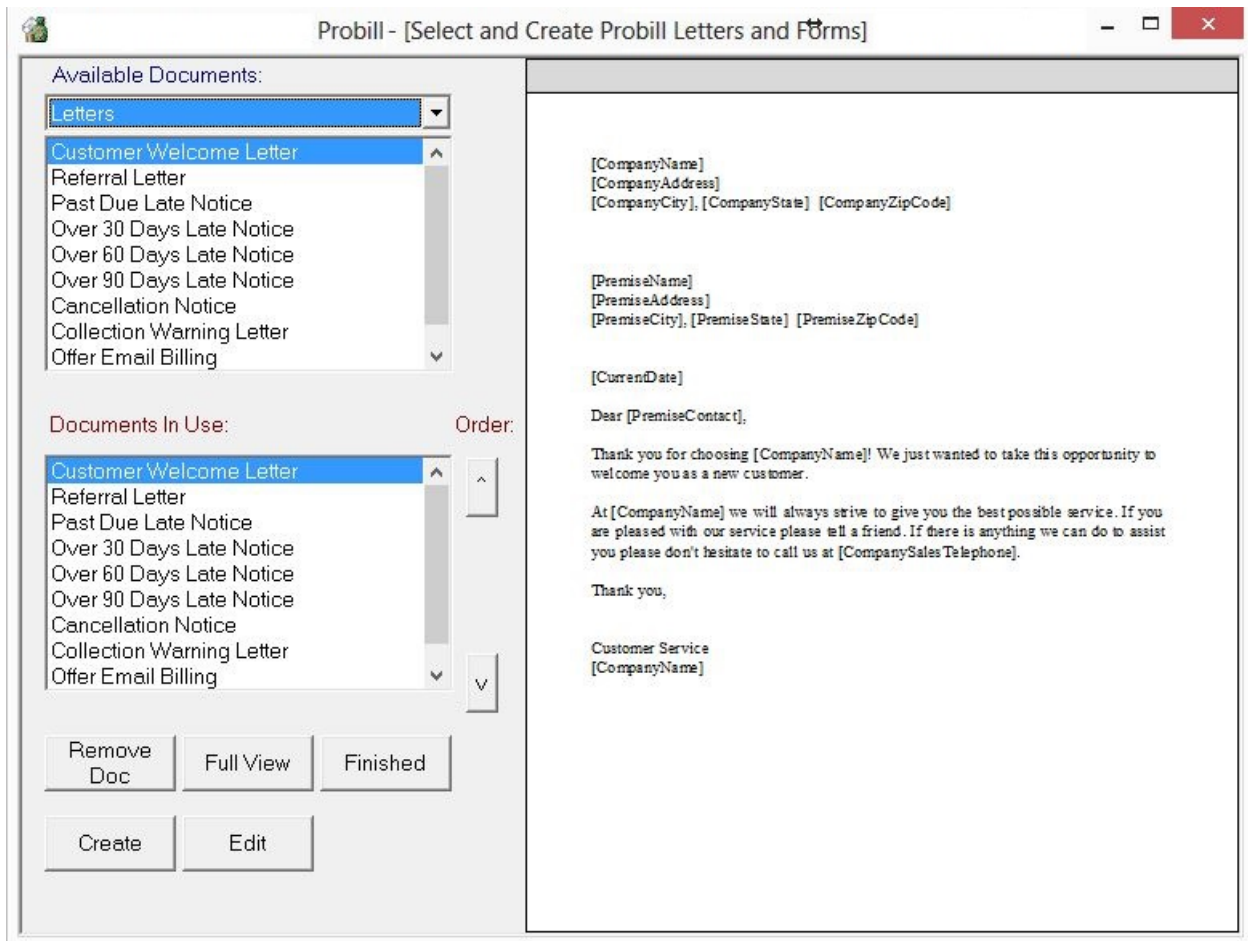 Probill - [Select and Create Probill Letters and Forms]
Available Documents:
Letters
Customer Welcome Letter
Referral Letter
Past Due Late Notice
Over 30 Days Late Notice
Over 60 Days Late Notice
Over 90 Days Late Notice
Cancellation Notice
Collection Warning Letter
Offer Email Billing
Documents In Use:
Order:
Customer Welcome Letter
Referral Letter
Past Due Late Notice
Over 30 Days Late Notice
Over 60 Days Late Notice
Over 90 Days Late Notice
Cancellation Notice
Collection Warning Letter
Offer Email Billing
^
v
Remove
Doc
Full View
Finished
Create
Edit
[CompanyName]
[CompanyAddress]
[CompanyCity], [CompanyState] [CompanyZipCode]
[PremiseName]
[PremiseAddress]
[PremiseCity], [PremiseState] [PremiseZipCode]
[CurrentDate]
Dear [PremiseContact],
Thank you for choosing [CompanyName]! We just wanted to take this opportunity to
welcome you as a new customer.
At [CompanyName] we will always strive to give you the best possible service. If you
are pleased with our service please tell a friend. If there is anything we can do to assist
you please don't hesitate to call us at [CompanySalesTelephone].
Thank you,
Customer Service
[CompanyName]